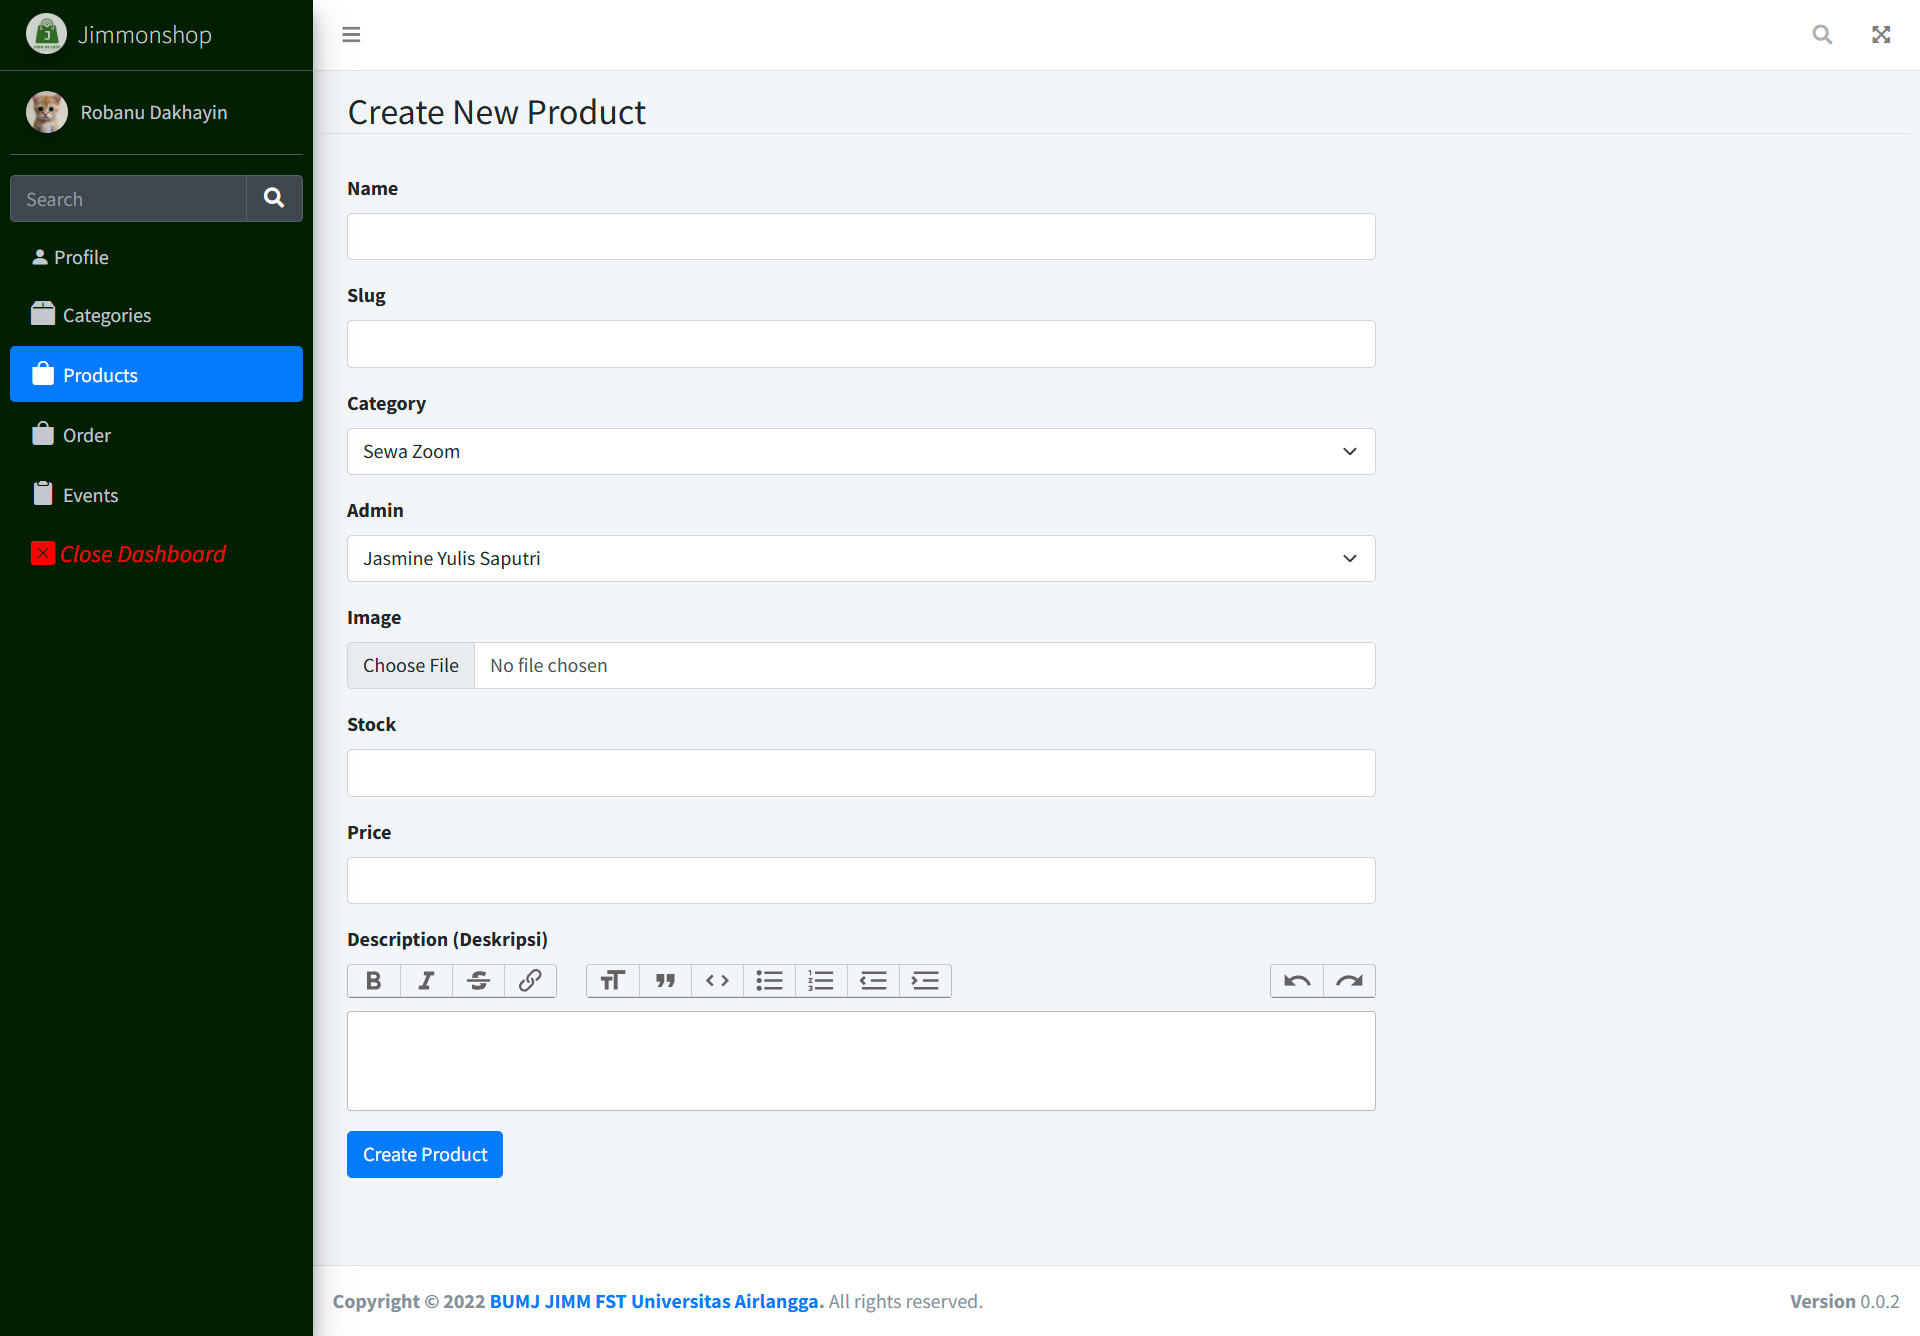 Jimmonshop
Robanu Dakhayin
Search
Profile
Categories
Products
Order
Events
Close Dashboard
Create New Product
Name
Slug
Category
Sewa Zoom
Admin
Jasmine Yulis Saputri
Image
Choose File No file chosen
Stock
Price
Description (Deskripsi)
Create Product
Copyright © 2022 BUMJ JIMM FST Universitas Airlangga. All rights reserved.
Version 0.0.2